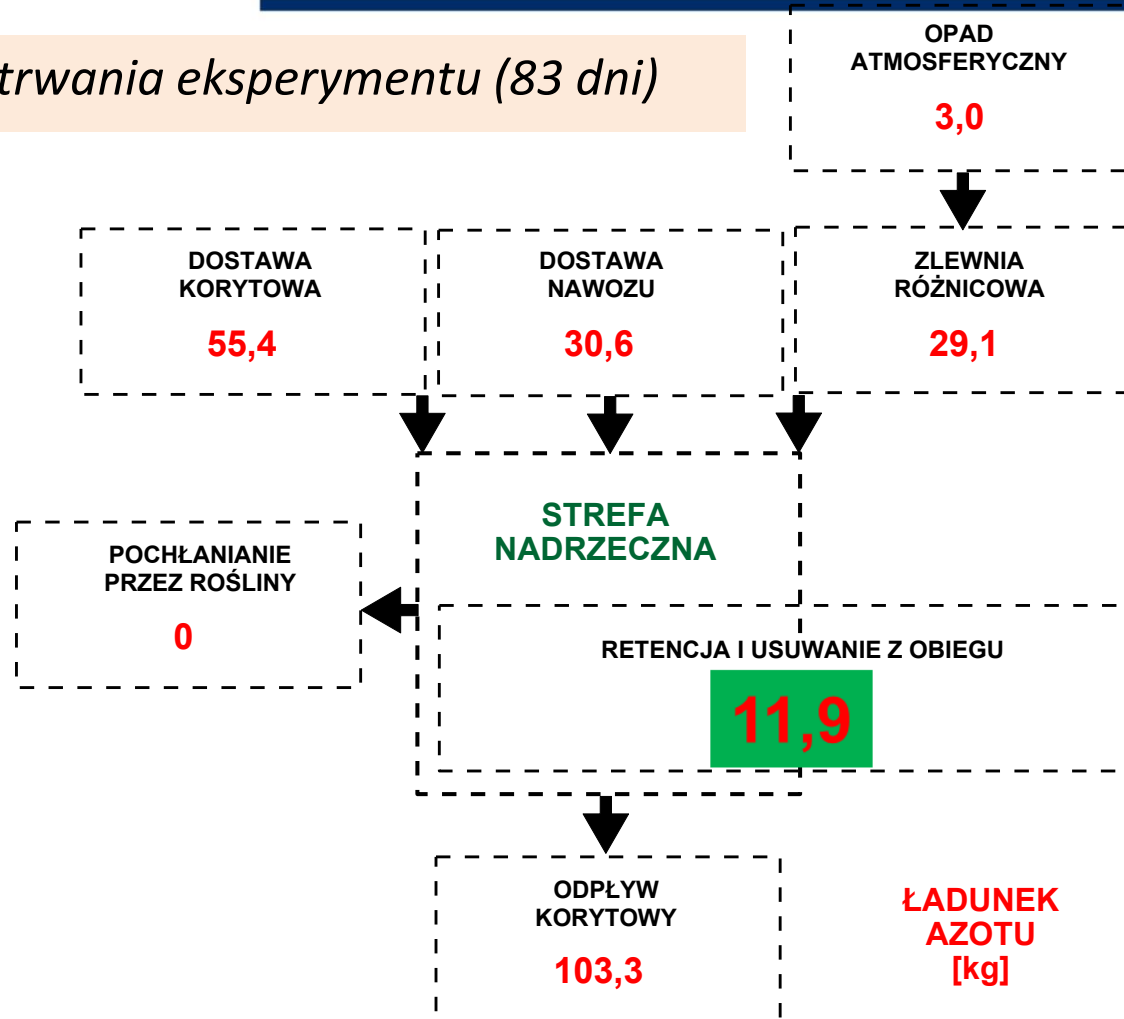 trwania eksperymentu (83 dni)
OPAD
ATMOSFERYCZNY
3,0
DOSTAWA
KORYTOWA
55,4
DOSTAWA
NAWOZU
30,6
ZLEWNIA
RÓŻNICOWA
29,1
STREFA
NADRZECZNA
POCHŁANIANIE
PRZEZ ROŚLINY
0
RETENCJA I USUWANIE Z OBIEGU
11,9
ODPŁYW
KORYTOWY
103,3
ŁADUNEK
AZOTU
[kg]